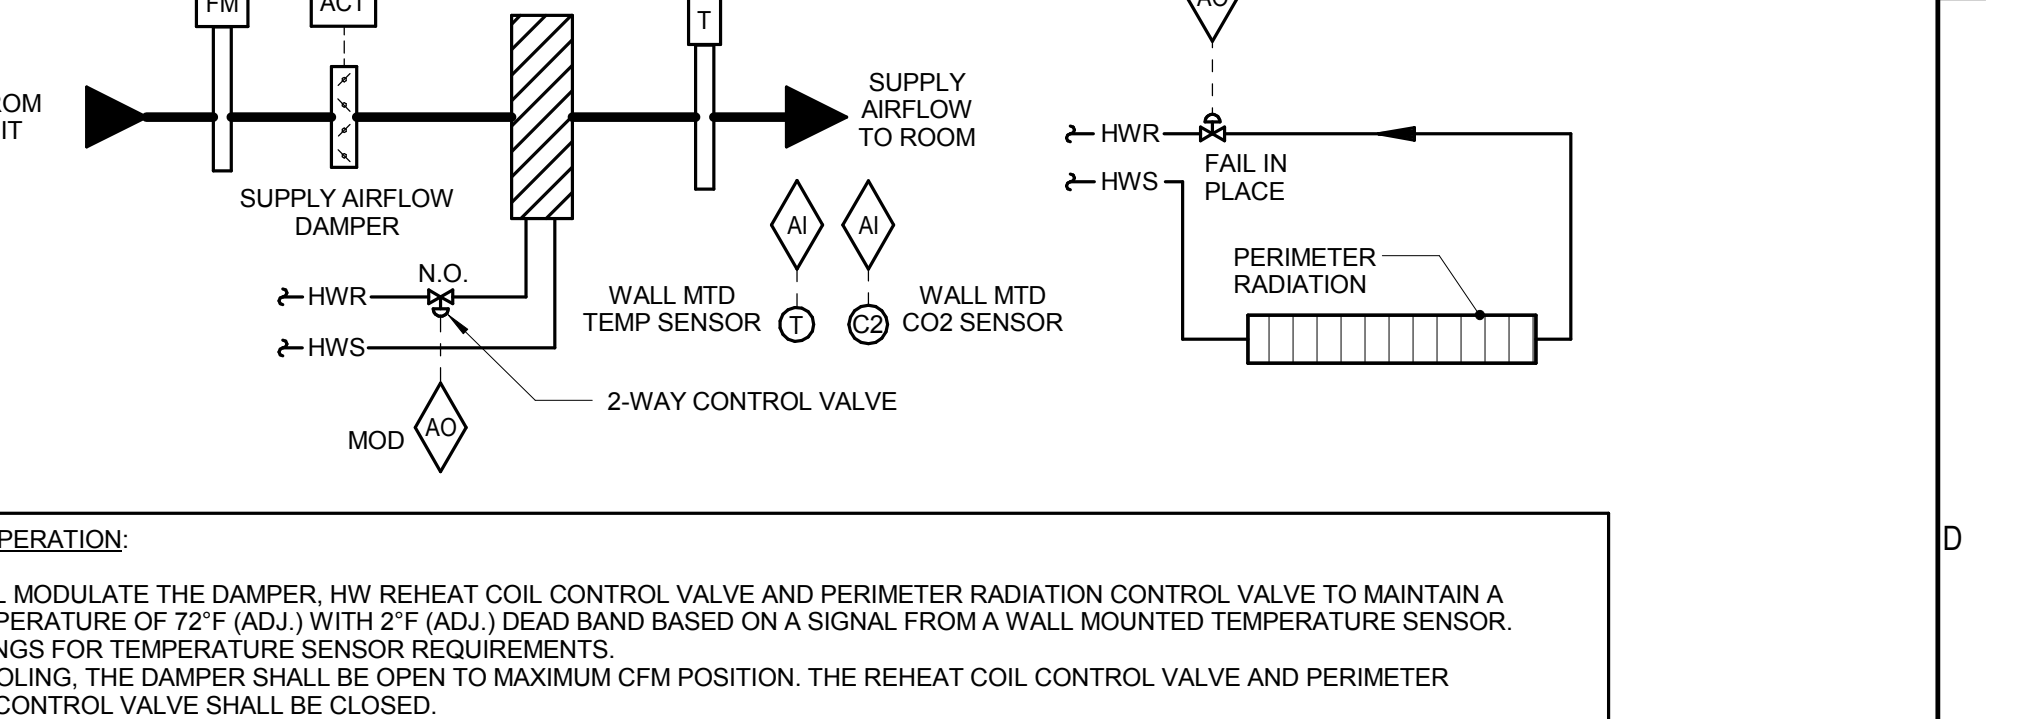 FM
ACT
T
AO
SUPPLY
AIRFLOW
TO ROOM
ROM
IT
HWR
FAIL IN
PLACE
HWS
SUPPLY AIRFLOW
DAMPER
AI
AI
PERIMETER
RADIATION
N.O.
HWR
HWS
WALL MTD
TEMP SENSOR
T
C2
WALL MTD
CO2 SENSOR
2-WAY CONTROL VALVE
MOD
AO
PERATION:
D
L MODULATE THE DAMPER, HW REHEAT COIL CONTROL VALVE AND PERIMETER RADIATION CONTROL VALVE TO MAINTAIN A
PERATURE OF 72°F (ADJ.) WITH 2°F (ADJ.) DEAD BAND BASED ON A SIGNAL FROM A WALL MOUNTED TEMPERATURE SENSOR.
NGS FOR TEMPERATURE SENSOR REQUIREMENTS.
OLING, THE DAMPER SHALL BE OPEN TO MAXIMUM CFM POSITION. THE REHEAT COIL CONTROL VALVE AND PERIMETER
CONTROL VALVE SHALL BE CLOSED.